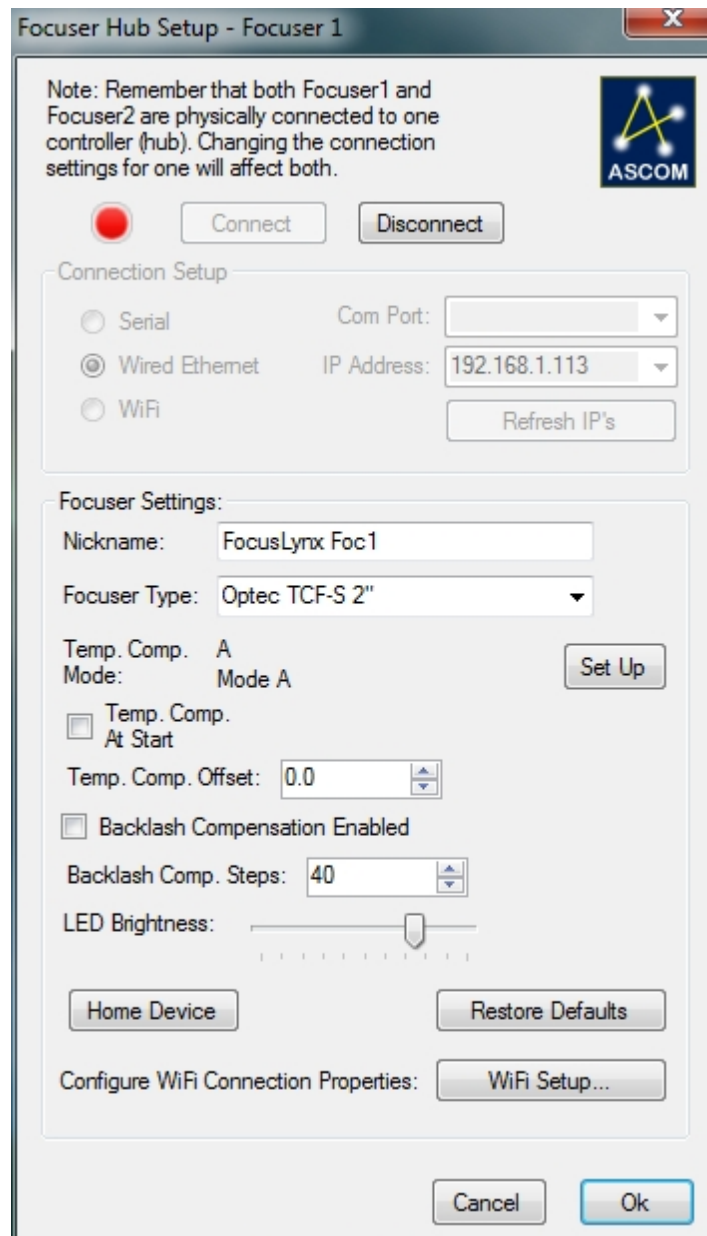 Focuser Hub Setup - Focuser 1
x
Note: Remember that both Focuser1 and
Focuser2 are physically connected to one
controller (hub). Changing the connection
settings for one will affect both.
ASCOM
Connect
Disconnect
Connection Setup
Serial
Com Port:
Wired Ethernet
IP Address:
192.168.1.113
WiFi
Refresh IP's
Focuser Settings:
Nickname:
FocusLynx Foc1
Focuser Type:
Optec TCF-S 2"
Temp. Comp.
Mode:
A
Mode A
Set Up
Temp. Comp.
At Start
Temp. Comp. Offset:
0.0
Backlash Compensation Enabled
Backlash Comp. Steps:
40
LED Brightness:
Home Device
Restore Defaults
Configure WiFi Connection Properties:
WiFi Setup...
Cancel
Ok